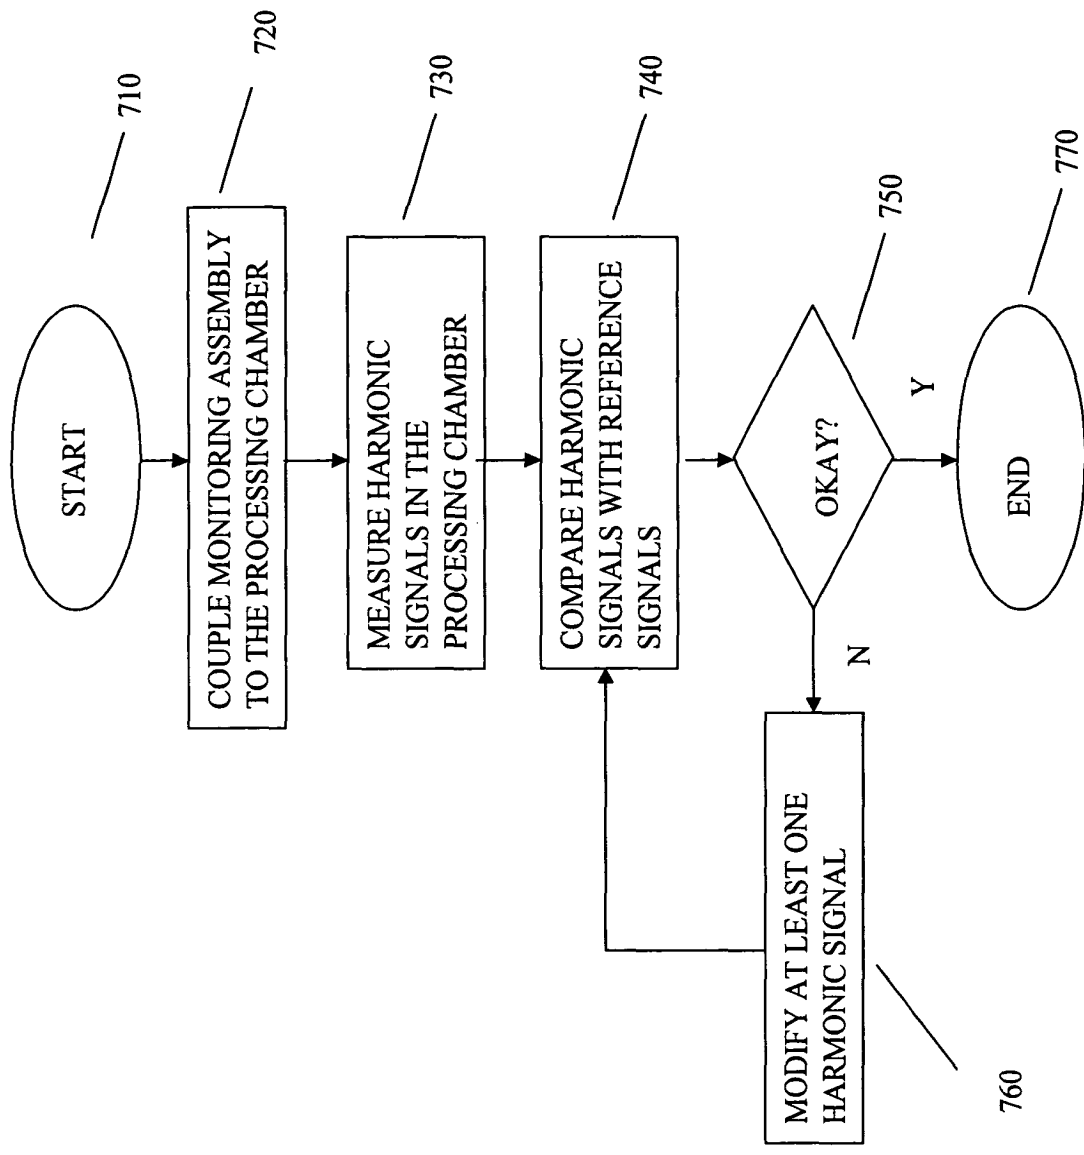 710
START
720
COUPLE MONITORING ASSEMBLY
TO THE PROCESSING CHAMBER
730
MEASURE HARMONIC
SIGNALS IN THE
PROCESSING CHAMBER
740
COMPARE HARMONIC
SIGNALS WITH REFERENCE
SIGNALS
750
OKAY?
N
Y
760
MODIFY AT LEAST ONE
HARMONIC SIGNAL
770
END